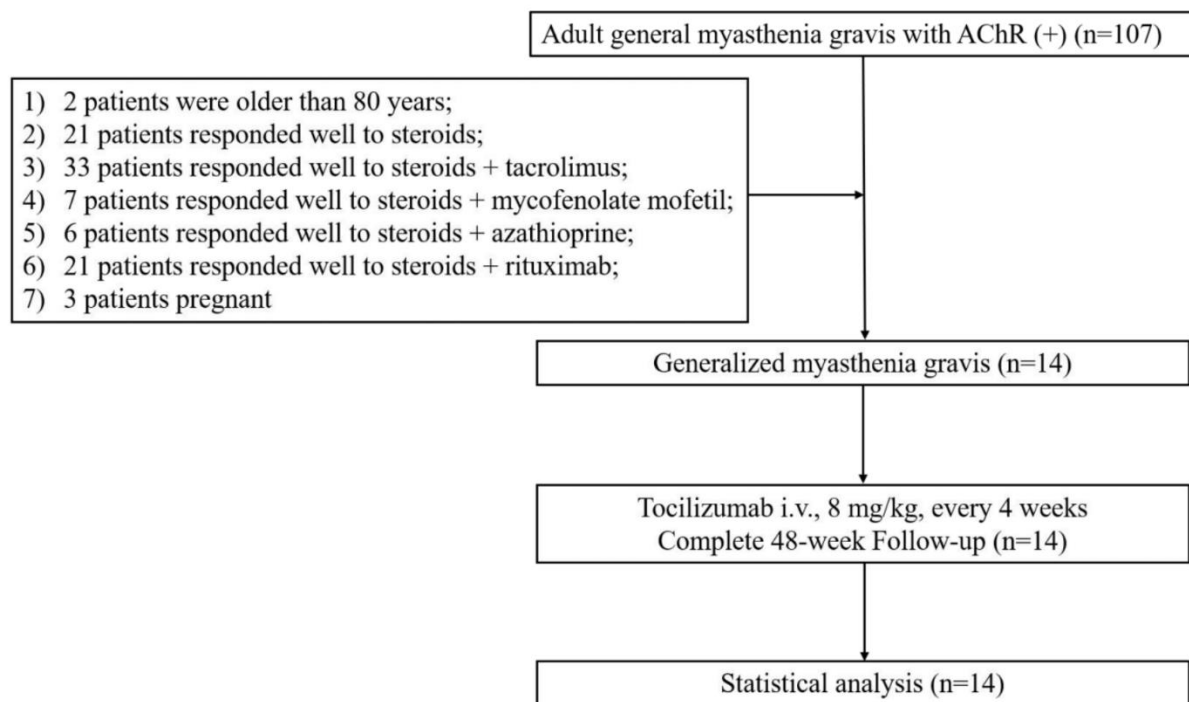 Adult general myasthenia gravis with AChR (+) (n=107)
1) 2 patients were older than 80 years;
2) 21 patients responded well to steroids;
3) 33 patients responded well to steroids + tacrolimus;
4) 7 patients responded well to steroids + mycofenolate mofetil;
5) 6 patients responded well to steroids + azathioprine;
6) 21 patients responded well to steroids + rituximab;
7) 3 patients pregnant
Generalized myasthenia gravis (n=14)
Tocilizumab i.v., 8 mg/kg, every 4 weeks
Complete 48-week Follow-up (n=14)
Statistical analysis (n=14)